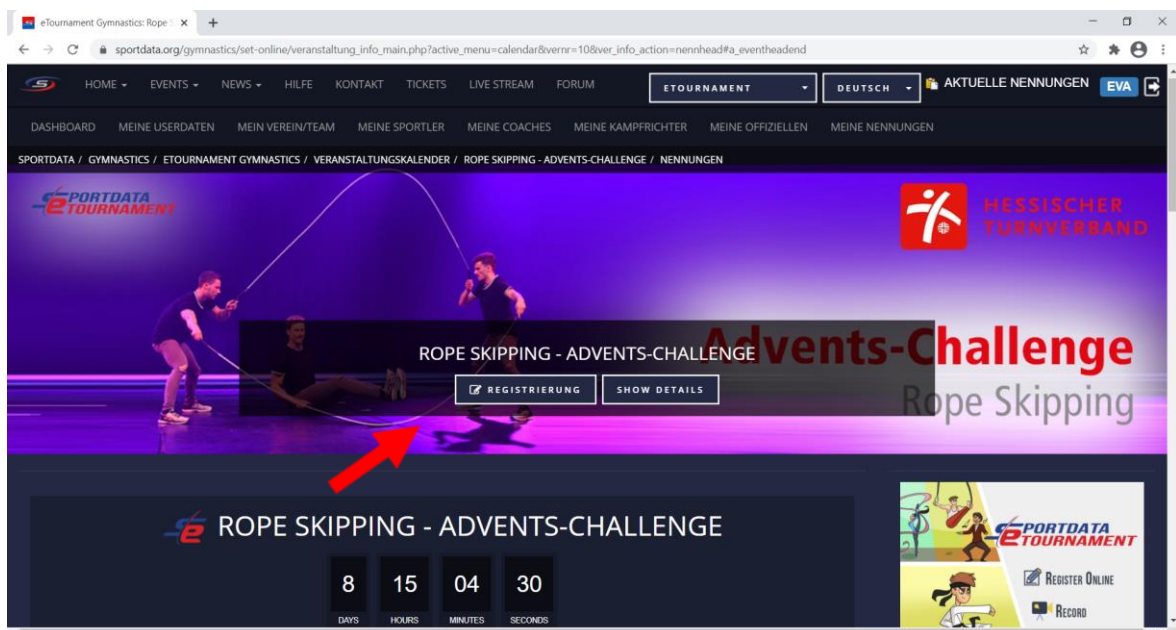 eTournament Gymnastics: Rope S
sportdata.org/gymnastics/set-online/veranstaltung_info_main.php?active_menu=calendar&vernr=10&ver_info_action=nennhead#a_eventheadend
HOME EVENTS NEWS HILFE KONTAKT TICKETS LIVE STREAM FORUM ETOURNAMENT DEUTSCH AKTUELLE NENNUNGEN EVA
DASHBOARD MEINE USERDATEN MEIN VEREIN/TEAM MEINE SPORTLER MEINE COACHES MEINE KAMPFRICHTER MEINE OFFIZIELLEN MEINE NENNUNGEN
SPORTDATA / GYMNASTICS / ETOURNAMENT GYMNASTICS / VERANSTALTUNGSKALENDER / ROPE SKIPPING - ADVENTS-CHALLENGE / NENNUNGEN
SPORTDATA
ETOURNAMENT
HESSISCHER
TURNVERBAND
Advents-Challenge
Rope Skipping
ROPE SKIPPING - ADVENTS-CHALLENGE
REGISTRIERUNG SHOW DETAILS
ROPE SKIPPING - ADVENTS-CHALLENGE
8 15 04 30
DAYS HOURS MINUTES SECONDS
SPORTDATA
ETOURNAMENT
REGISTER ONLINE
RECORD